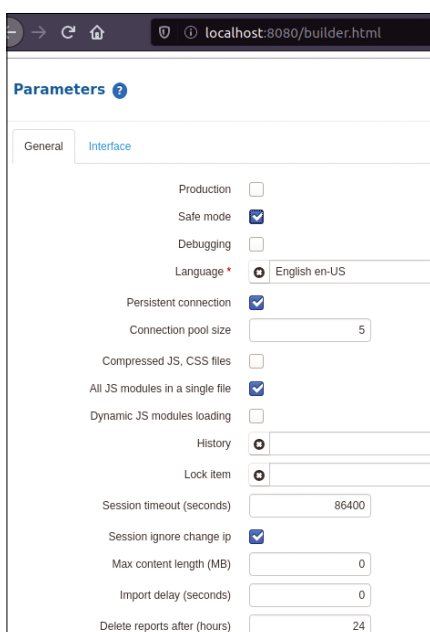 localhost:8080/builder.html
Parameters ?
General Interface
Production
Safe mode
Debugging
Language * English en-US
Persistent connection
Connection pool size 5
Compressed JS, CSS files
All JS modules in a single file
Dynamic JS modules loading
History
Lock item
Session timeout (seconds) 86400
Session ignore change ip
Max content length (MB) 0
Import delay (seconds) 0
Delete reports after (hours) 24